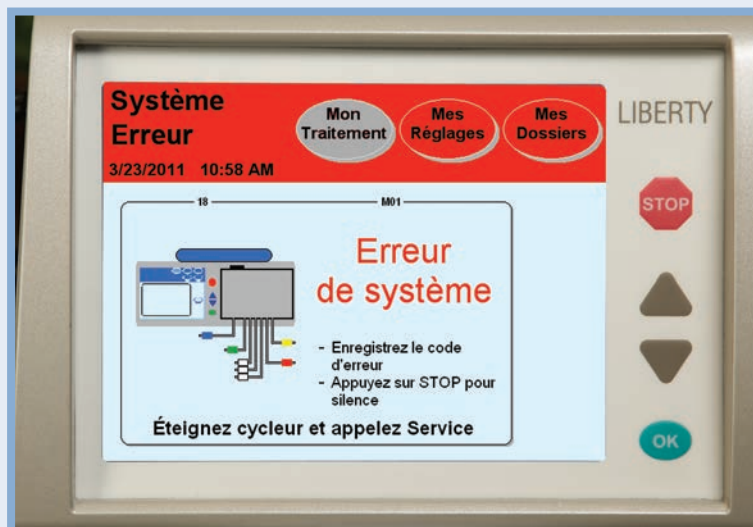 Système
Erreur
3/23/2011 10:58 AM
Mon
Traitement
Mes
Réglages
Mes
Dossiers
LIBERTY
STOP
18
M01
Erreur
de système
- Enregistrez le code
d'erreur
- Appuyez sur STOP pour
silence
Éteignez cycleur et appelez Service
OK